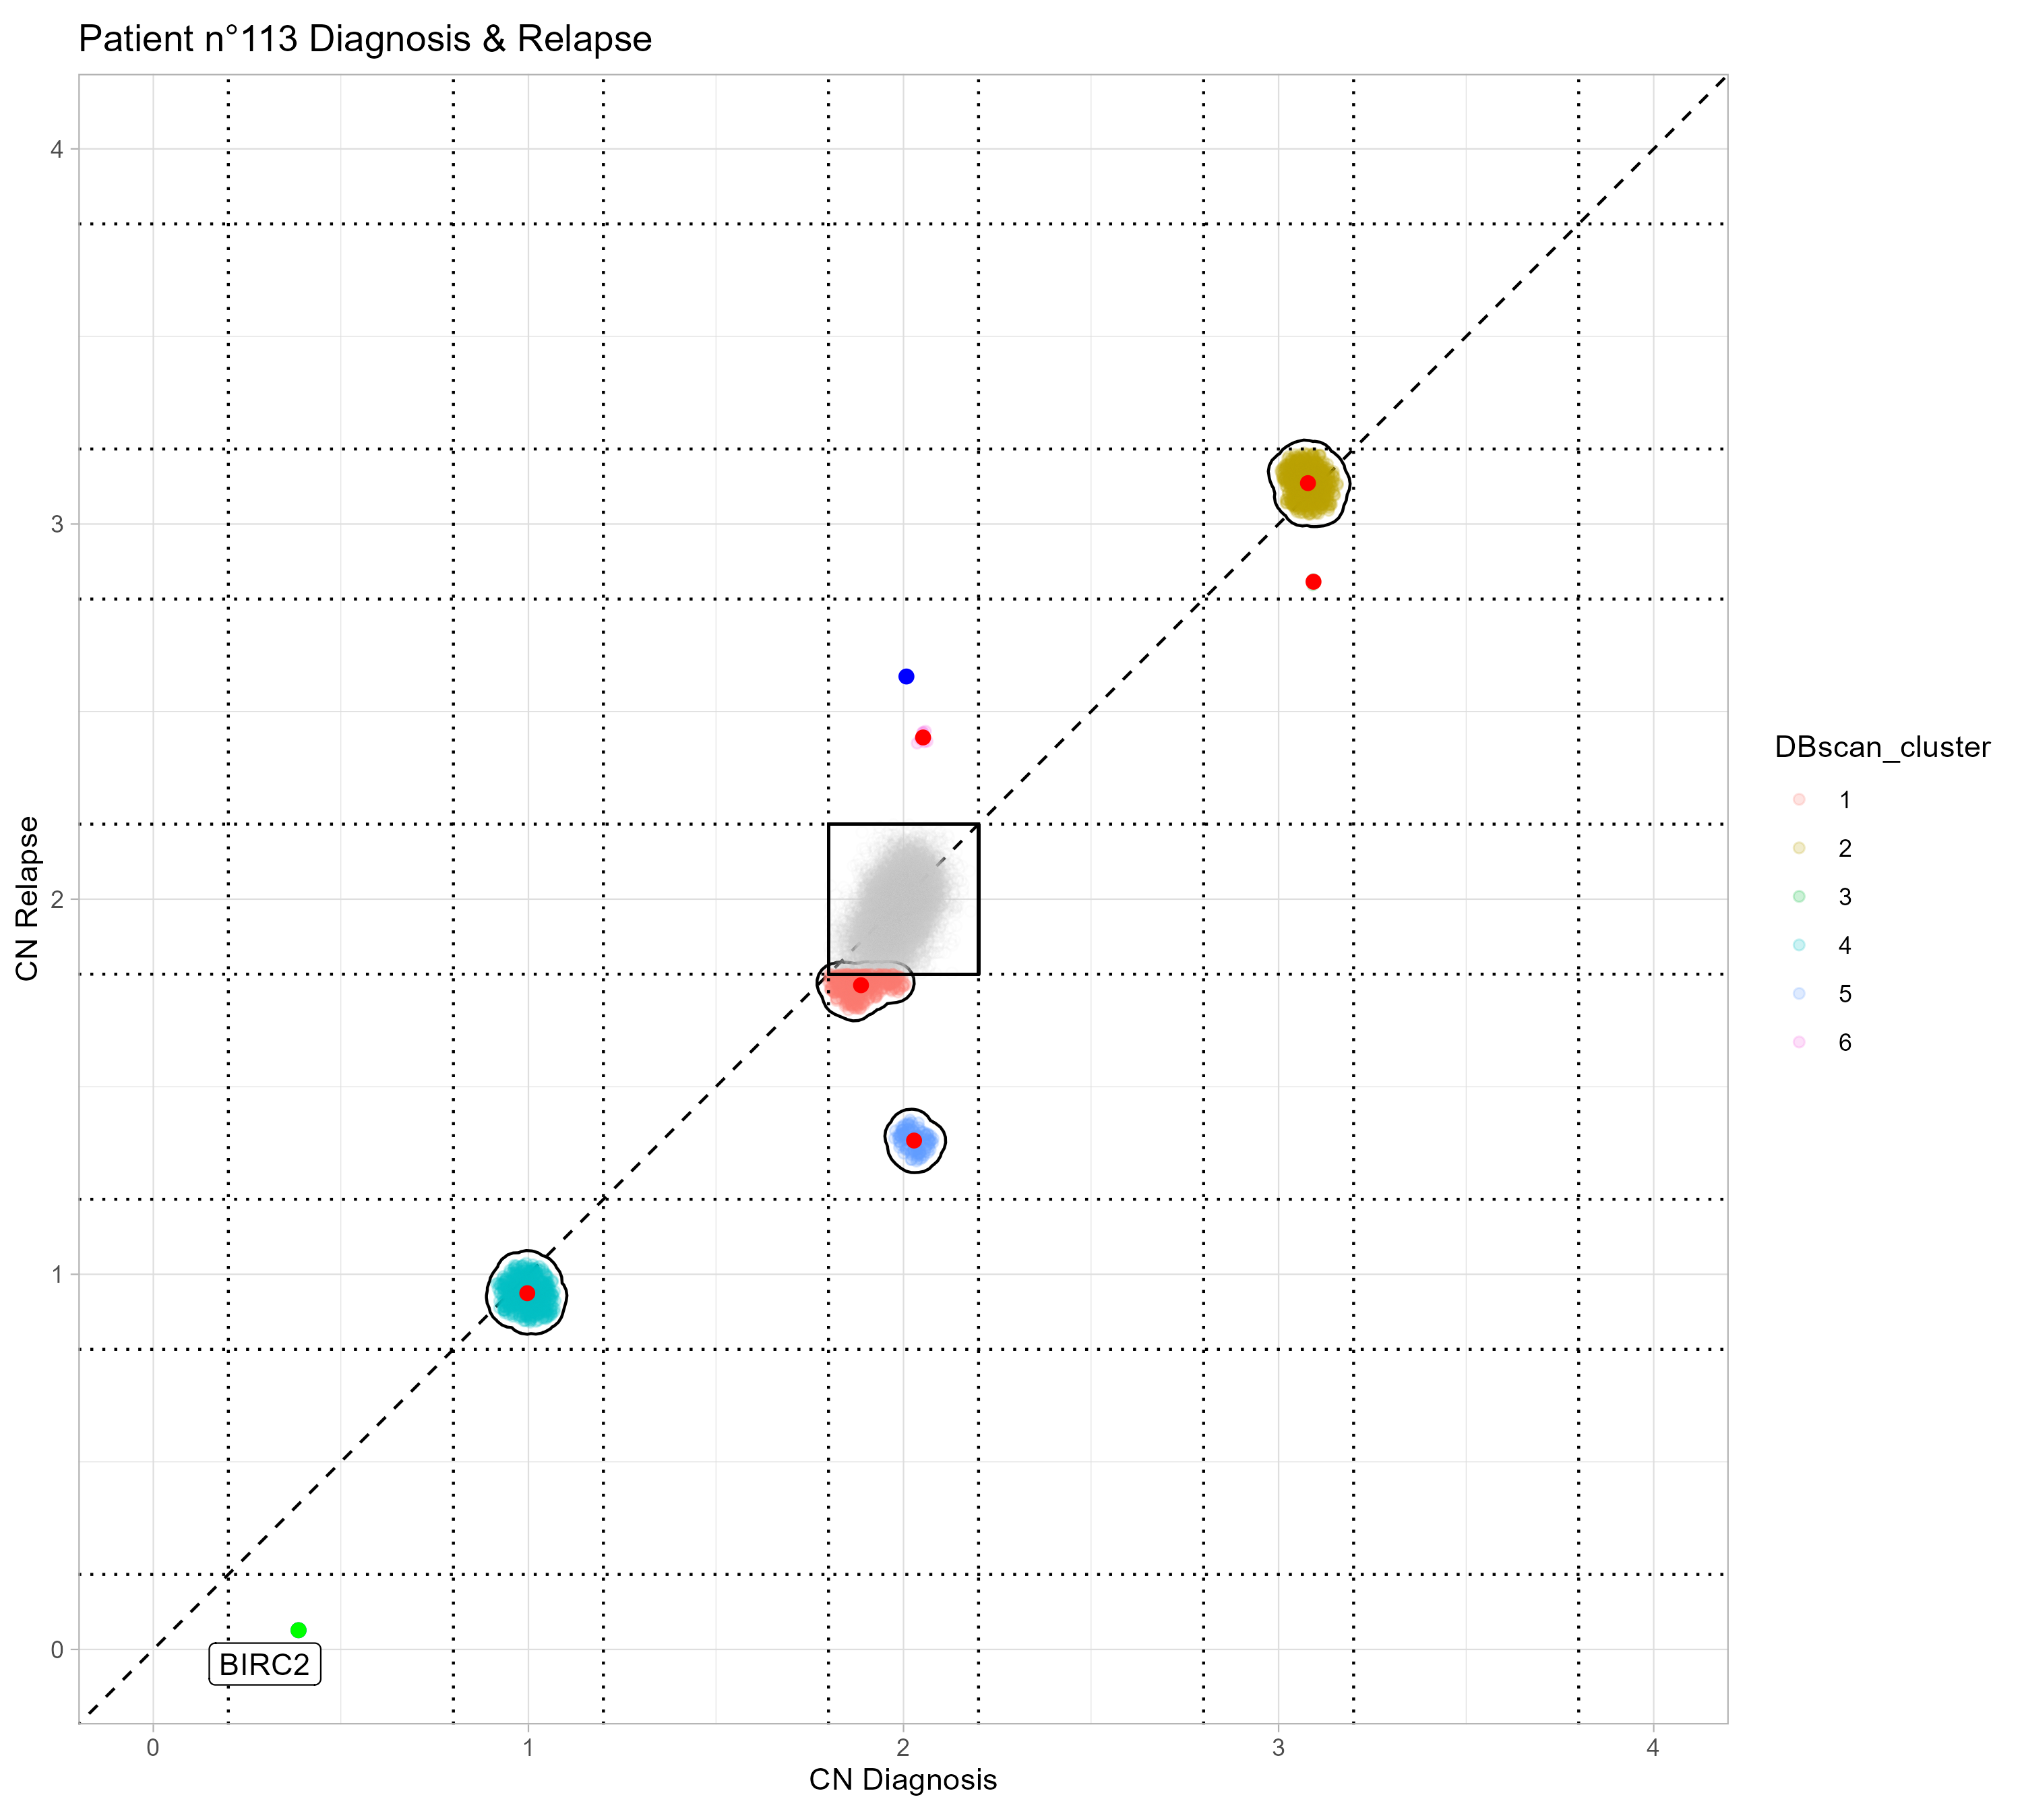 Patient n°113 Diagnosis & Relapse
4
3
2
1
0
CN Relapse
BIRC2
0 1 2 3 4
CN Diagnosis
DBscan_cluster
1
2
3
4
5
6